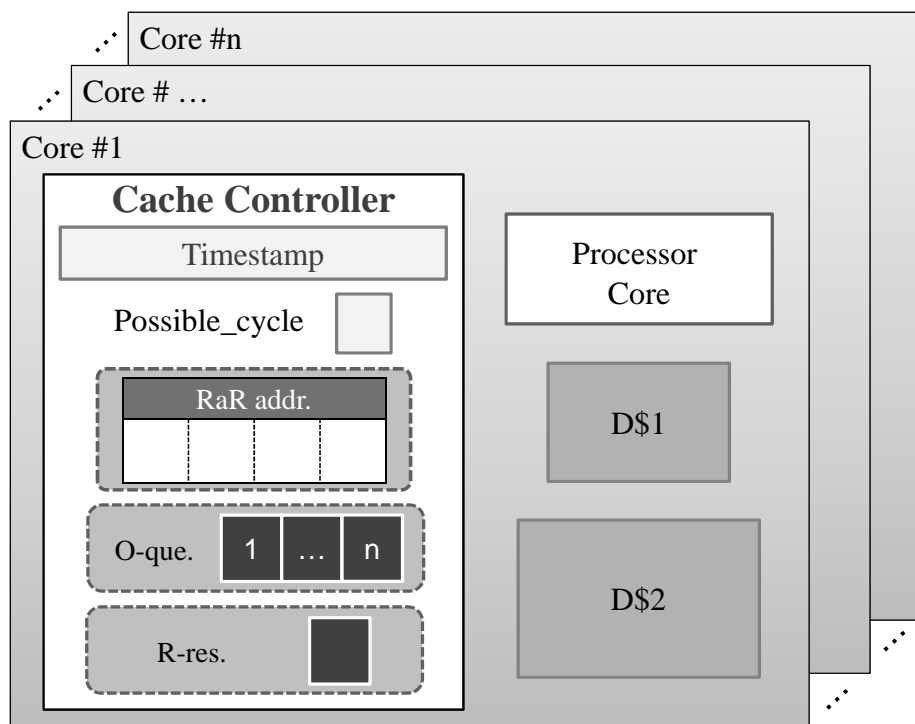 Core #n
Core # …
Core #1
Cache Controller
Timestamp
Possible_cycle
RaR addr.
O-que.
1
…
n
R-res.
Processor
Core
D$1
D$2